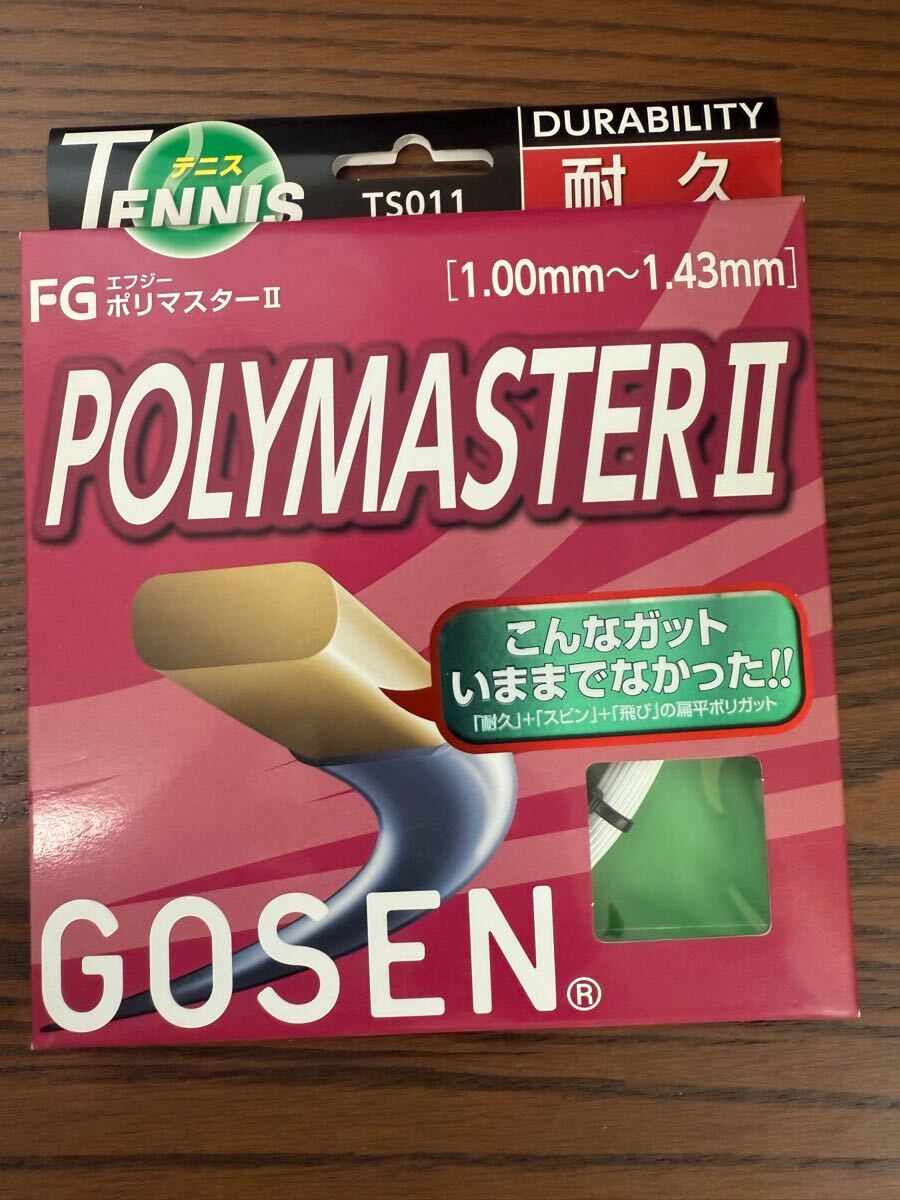 TENNIS
テニス
TS011
DURABILITY
耐久
FG エフジー
ポリマスターⅡ
[1.00mm~1.43mm]
POLYMASTERⅡ
こんなガット
いままでなかった!!
「耐久」+「スピン」+「飛び」の扁平ポリガット
GOSEN®